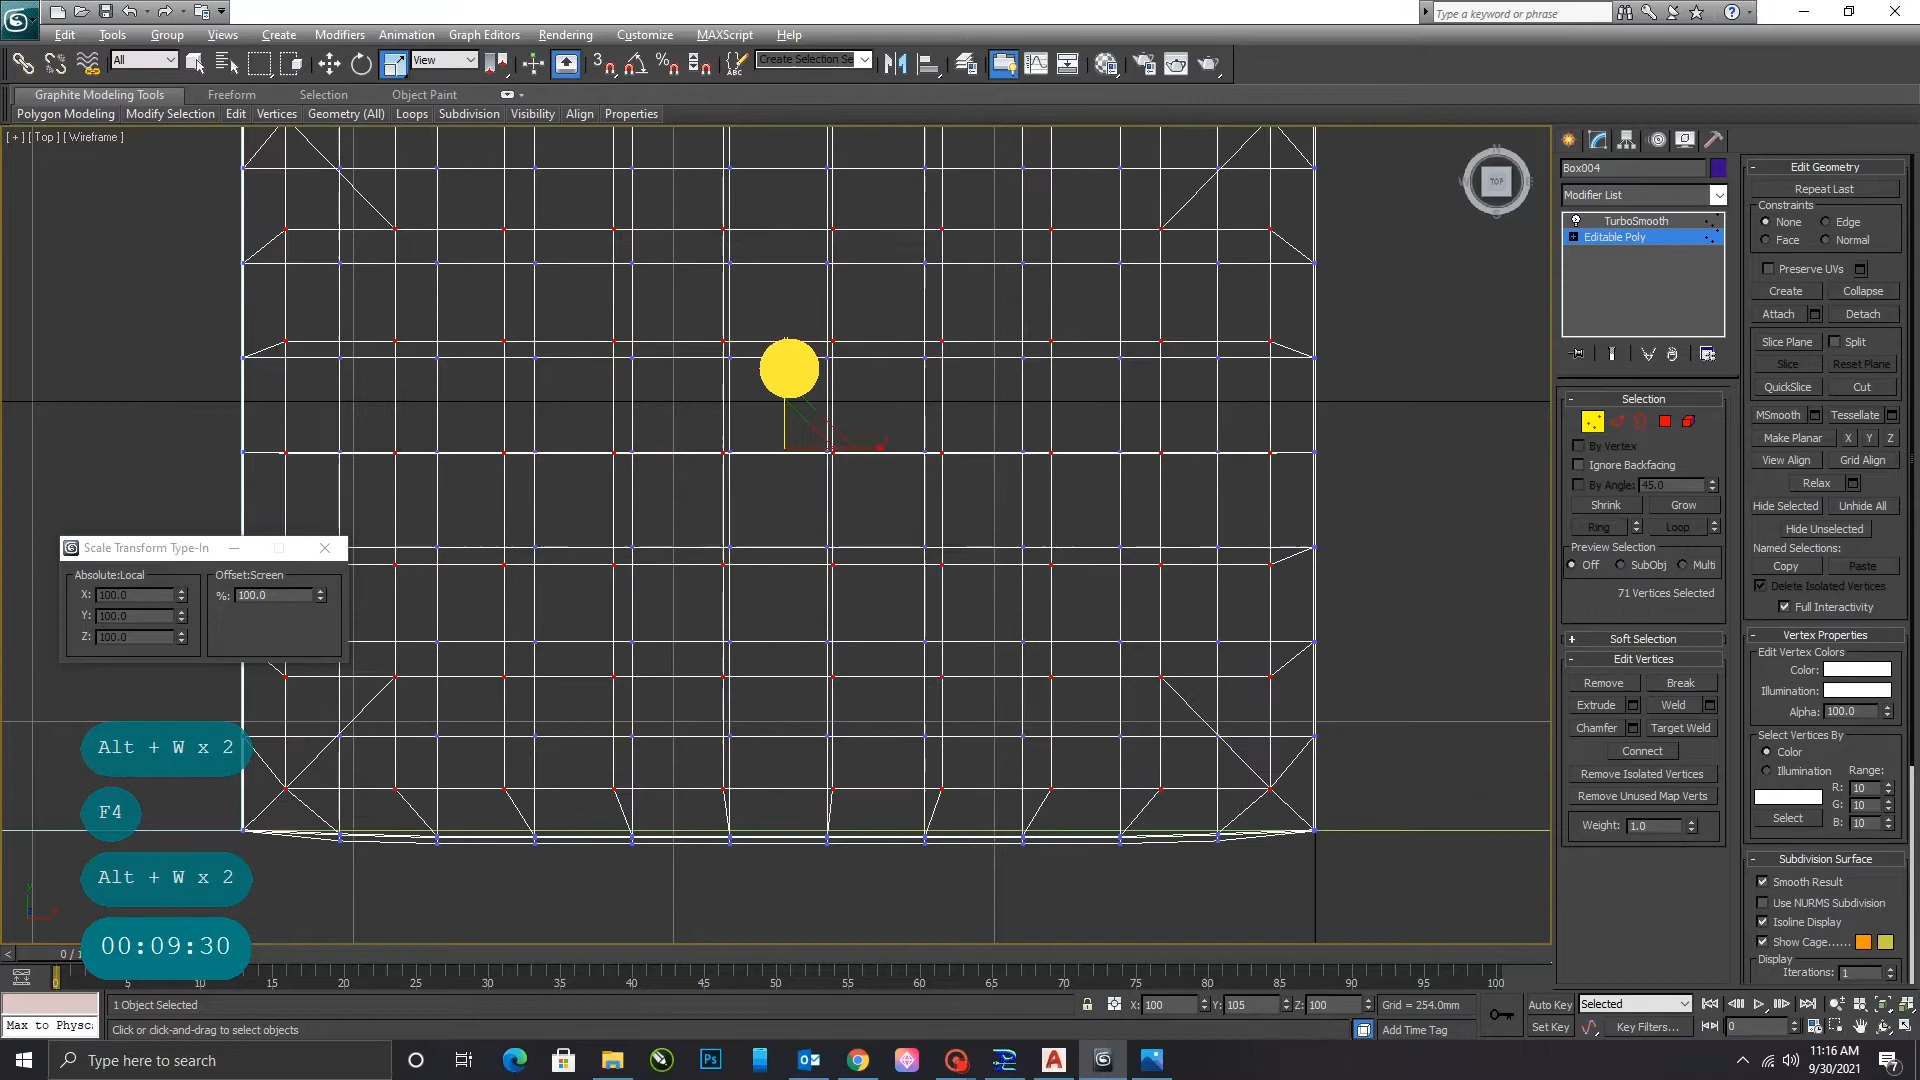 Type a keyword or phrase
Edit Tools Group Views Create Modifiers Animation Graph Editors Rendering Customize MAXScript Help
All View 3 Create Selection Se
Graphite Modeling Tools Freeform Selection Object Paint
Polygon Modeling Modify Selection Edit Vertices Geometry (All) Loops Subdivision Visibility Align Properties
[ + ] [ Top ] [ Wireframe ]
TOP
Box004
Modifier List
TurboSmooth
Editable Poly
Selection
By Vertex
Ignore Backfacing
By Angle: 45.0
Shrink Grow
Ring Loop
Preview Selection
Off SubObj Multi
71 Vertices Selected
Soft Selection
Edit Vertices
Remove Break
Extrude Weld
Chamfer Target Weld
Connect
Remove Isolated Vertices
Remove Unused Map Verts
Weight: 1.0
Edit Geometry
Repeat Last
Constraints
None Edge
Face Normal
Preserve UVs
Create Collapse
Attach Detach
Slice Plane Split
Slice Reset Plane
QuickSlice Cut
MSmooth Tessellate
Make Planar X Y Z
View Align Grid Align
Relax
Hide Selected Unhide All
Hide Unselected
Named Selections:
Copy Paste
Delete Isolated Vertices
Full Interactivity
Vertex Properties
Edit Vertex Colors
Color:
Illumination:
Alpha: 100.0
Select Vertices By
Color
Illumination Range:
R: 10
G: 10
B: 10
Select
Subdivision Surface
Smooth Result
Use NURMS Subdivision
Isoline Display
Show Cage......
Display
Iterations: 1
Scale Transform Type-In
Absolute:Local Offset:Screen
X: 100.0 %: 100.0
Y: 100.0
Z: 100.0
Alt + W x 2
F4
Alt + W x 2
00:09:30
0 / 1
0 10 15 20 25 30 35 40 45 50 55 60 65 70 75 80 85 90 95 100
1 Object Selected X: 100 Y: 105 Z: 100 Grid = 254.0mm Auto Key Selected
Max to Physc: Click or click-and-drag to select objects Add Time Tag Set Key Key Filters... 0
Type here to search
Ps
11:16 AM
9/30/2021
7